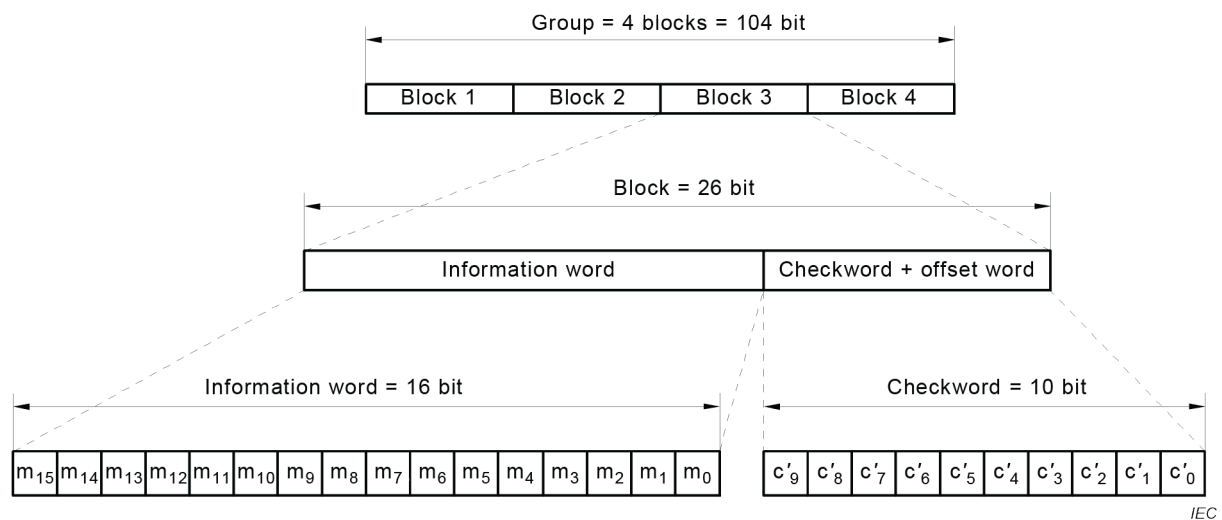 Group = 4 blocks = 104 bit
Block 1 Block 2 Block 3 Block 4
Block = 26 bit
Information word Checkword + offset word
Information word = 16 bit Checkword = 10 bit
m₁₅ m₁₄ m₁₃ m₁₂ m₁₁ m₁₀ m₉ m₈ m₇ m₆ m₅ m₄ m₃ m₂ m₁ m₀ c′₉ c′₈ c′₇ c′₆ c′₅ c′₄ c′₃ c′₂ c′₁ c′₀
IEC